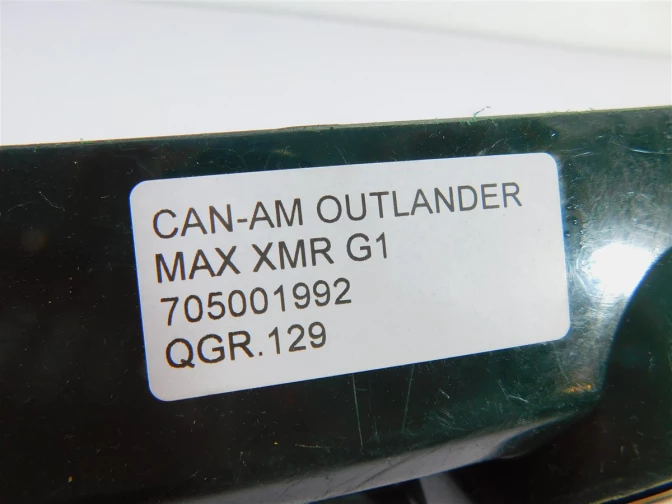 CAN-AM OUTLANDER
MAX XMR G1
705001992
QGR.129